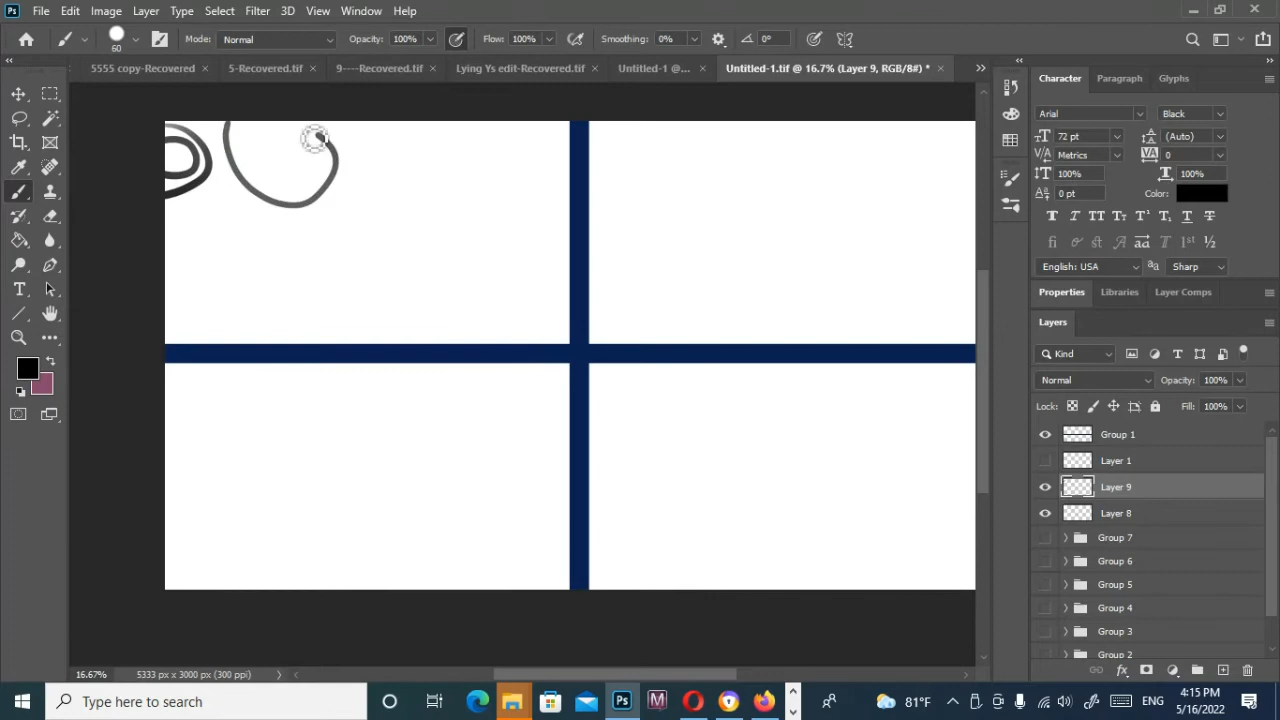 Ps File Edit Image Layer Type Select Filter 3D View Window Help
60 Mode: Normal Opacity: 100% Flow: 100% Smoothing: 0% 0°
5555 copy-Recovered × 5-Recovered.tif × 9----Recovered.tif × Lying Ys edit-Recovered.tif × Untitled-1 @ ... × Untitled-1.tif @ 16.7% (Layer 9, RGB/8#) * ×
Character Paragraph Glyphs
Arial Black
72 pt (Auto)
Metrics 0
100% 100%
0 pt Color:
English: USA Sharp
Properties Libraries Layer Comps
Layers
Kind
Normal Opacity: 100%
Lock: Fill: 100%
Group 1
Layer 1
Layer 9
Layer 8
Group 7
Group 6
Group 5
Group 4
Group 3
Group 2
16.67% 5333 px x 3000 px (300 ppi)
Type here to search
Ps
81°F
ENG
4:15 PM
5/16/2022